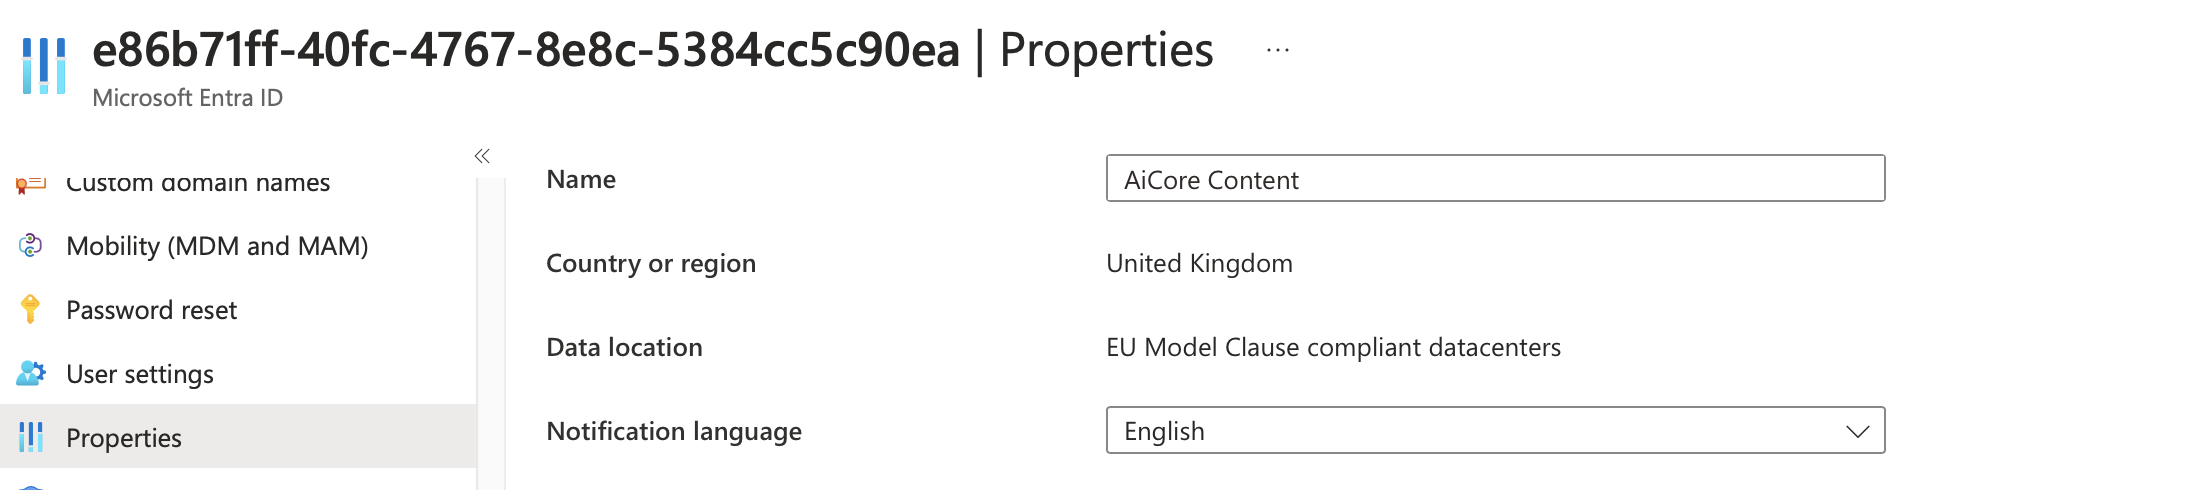 e86b71ff-40fc-4767-8e8c-5384cc5c90ea | Properties ...
Microsoft Entra ID
Custom domain names
Mobility (MDM and MAM)
Password reset
User settings
Properties
Name
AiCore Content
Country or region
United Kingdom
Data location
EU Model Clause compliant datacenters
Notification language
English